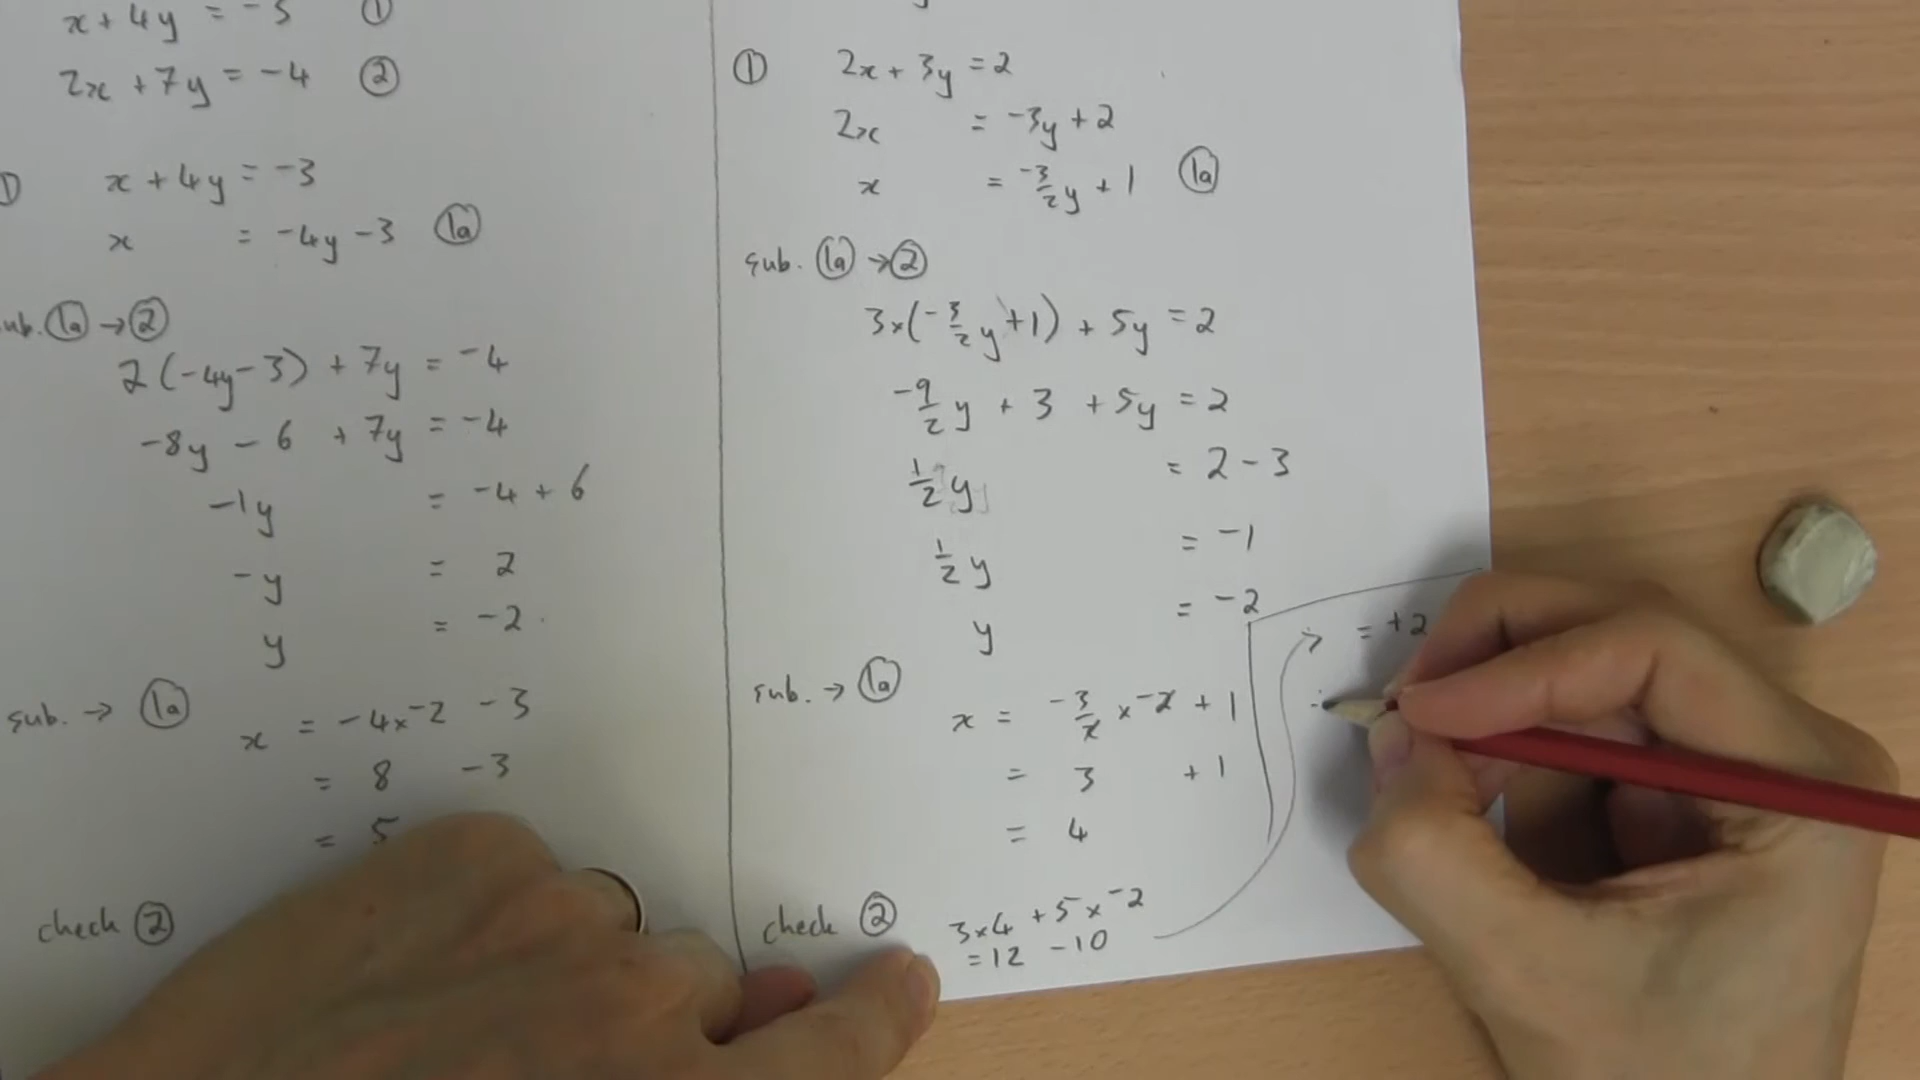 x + 4y = -3 ①
2x + 7y = -4 ②
① x + 4y = -3
x = -4y - 3 (1a)
sub. (1a) → ②
2(-4y-3) + 7y = -4
-8y - 6 + 7y = -4
-1y = -4 + 6
-y = 2
y = -2
sub. → (1a) x = -4x-2 - 3
= 8 - 3
= 5
check ②
① 2x + 3y = 2
2x = -3y + 2
x = -3/2 y + 1 (1a)
sub. (1a) → ②
3×(-3/2 y + 1) + 5y = 2
-9/2 y + 3 + 5y = 2
1/2 y = 2 - 3
1/2 y = -1
y = -2
sub. → (1a) x = -3/2 × -2 + 1
= 3 + 1
= 4
check ② 3×4 + 5×-2
= 12 - 10
→ = +2